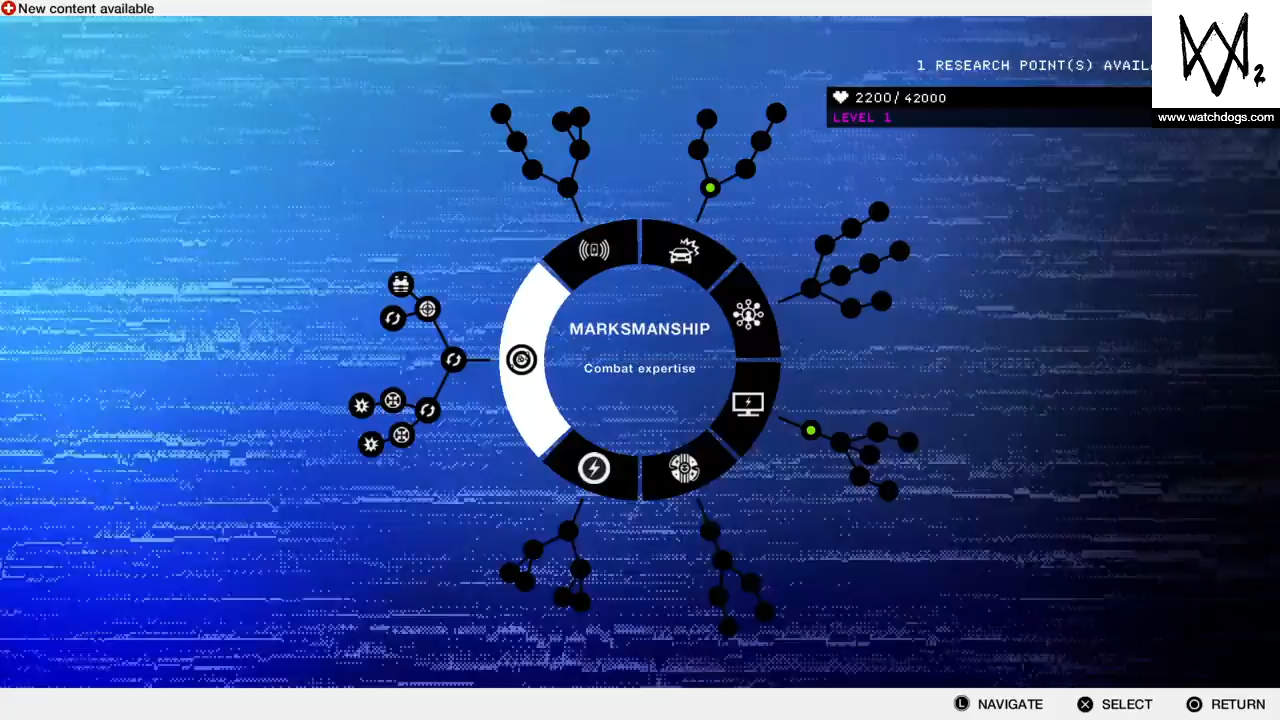 New content available
2
1 RESEARCH POINT(S) AVAIL
2200/42000
LEVEL 1
www.watchdogs.com
MARKSMANSHIP
Combat expertise
L NAVIGATE
SELECT
RETURN